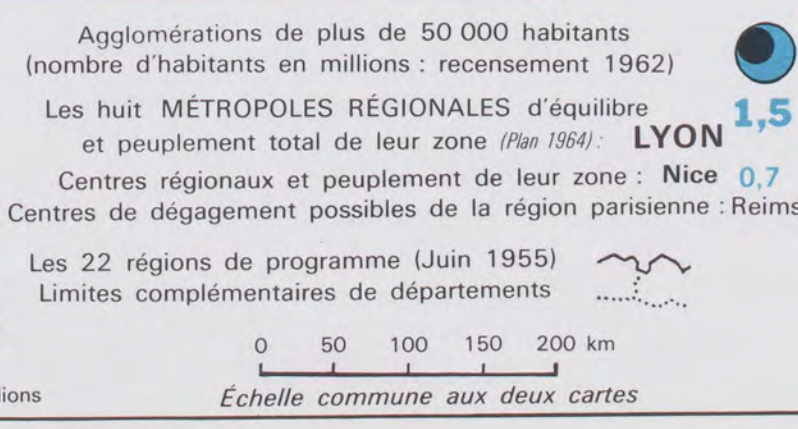 Agglomérations de plus de 50 000 habitants
(nombre d'habitants en millions : recensement 1962)
Les huit MÉTROPOLES RÉGIONALES d'équilibre
et peuplement total de leur zone (Plan 1964) : LYON 1,5
Centres régionaux et peuplement de leur zone : Nice 0,7
Centres de dégagement possibles de la région parisienne : Reims
Les 22 régions de programme (Juin 1955)
Limites complémentaires de départements
0 50 100 150 200 km
lions Échelle commune aux deux cartes